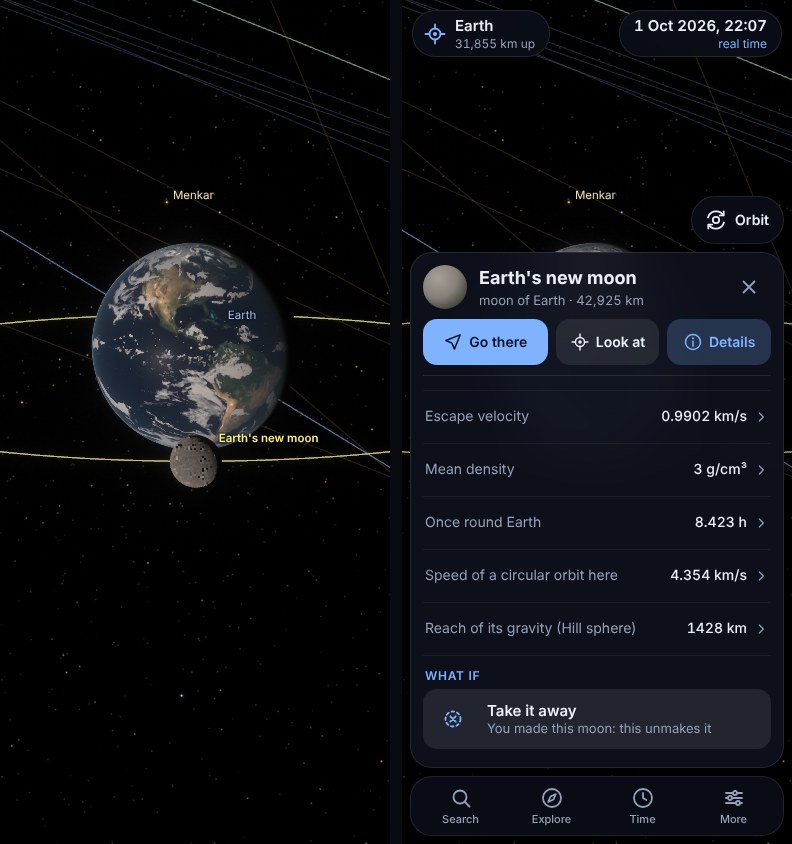 Menkar
Earth
Earth's new moon
Earth
31,855 km up
1 Oct 2026, 22:07
real time
Menkar
Orbit
Earth's new moon
moon of Earth · 42,925 km
Go there
Look at
Details
Escape velocity 0.9902 km/s
Mean density 3 g/cm³
Once round Earth 8.423 h
Speed of a circular orbit here 4.354 km/s
Reach of its gravity (Hill sphere) 1428 km
WHAT IF
Take it away
You made this moon: this unmakes it
Search Explore Time More